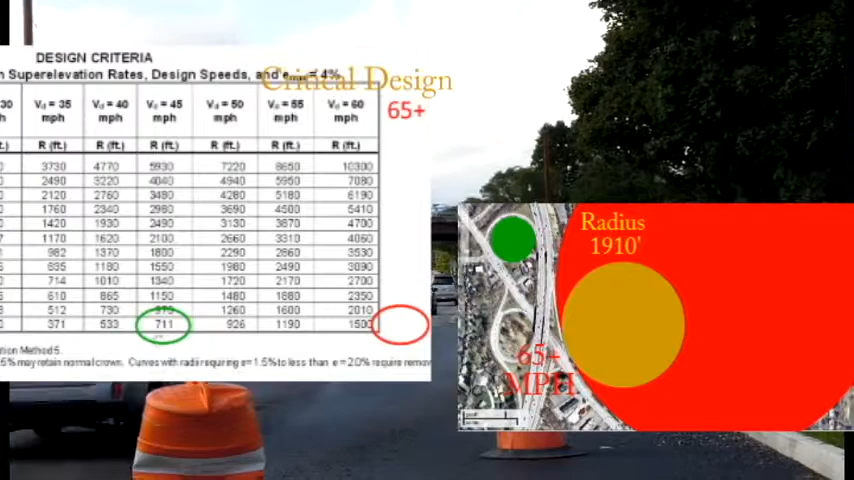 DESIGN CRITERIA
n Superelevation Rates, Design Speeds, and e = 4%
Critical Design
65+
30 Vd = 35 Vd = 40 Vd = 45 Vd = 50 Vd = 55 Vd = 60
mph mph mph mph mph mph
R (ft.) R (ft.) R (ft.) R (ft.) R (ft.) R (ft.)
3730 4770 5930 7220 8650 10300
2490 3220 4040 4940 5950 7080
2120 2760 3480 4280 5180 6190
1760 2340 2980 3690 4500 5410
1420 1930 2490 3130 3870 4700
1170 1620 2100 2660 3310 4060
982 1370 1800 2290 2860 3530
835 1180 1550 1980 2490 3090
714 1010 1340 1720 2170 2700
610 865 1150 1480 1880 2350
512 730 970 1260 1600 2010
371 533 711 926 1190 1500
tion Method 5.
.5% may retain normal crown. Curves with radii requiring e=1.5% to less than e = 2.0% require remov
Radius
1910'
65+
MPH